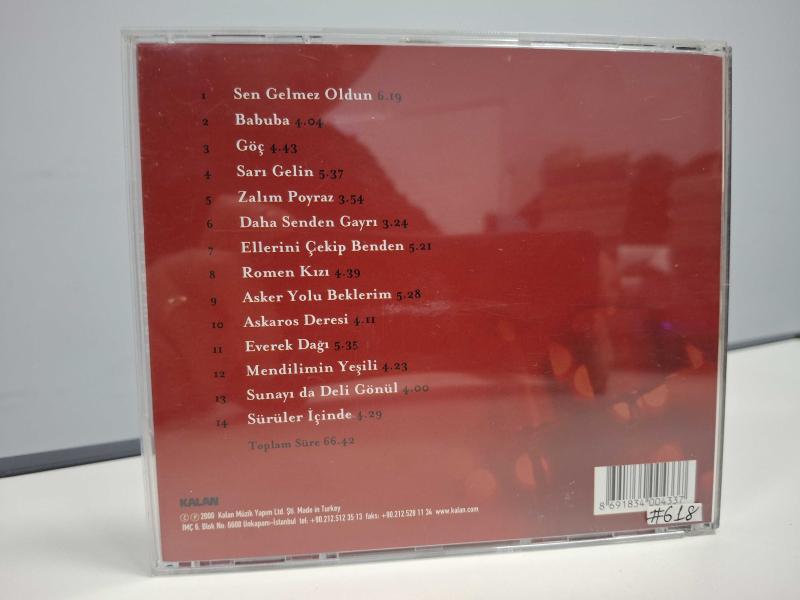 1 Sen Gelmez Oldun 6.19
2 Babuba 4.04
3 Göç 4.43
4 Sarı Gelin 5.37
5 Zalım Poyraz 3.54
6 Daha Senden Gayrı 3.24
7 Ellerini Çekip Benden 5.21
8 Romen Kızı 4.39
9 Asker Yolu Beklerim 5.28
10 Askaros Deresi 4.11
11 Everek Dağı 5.35
12 Mendilimin Yeşili 4.23
13 Sunayı da Deli Gönül 4.00
14 Sürüler İçinde 4.29
Toplam Süre 66.42
KALAN
© ℗ 2000 Kalan Müzik Yapım Ltd. Şti. Made in Turkey
IMÇ 6. Blok No. 6608 Unkapanı-İstanbul tel: +90.212.512 35 13 faks: +90.212.528 11 34 www.kalan.com
8 691834 004337
#618